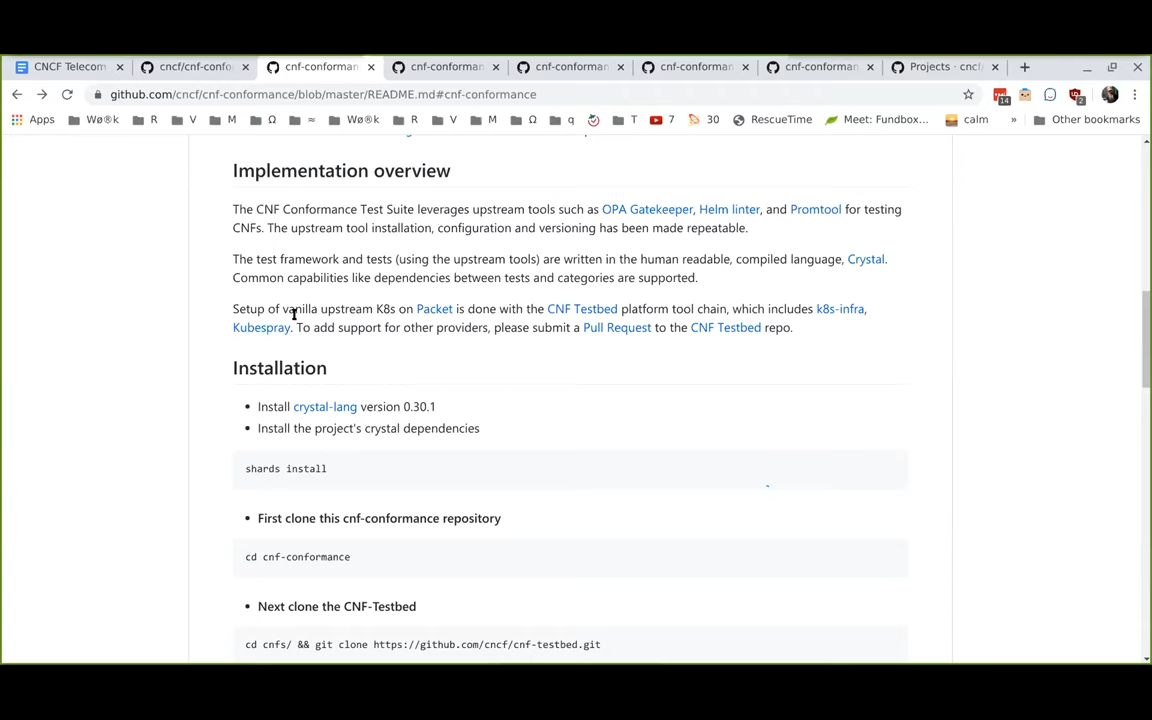 CNCF Telecom
cncf/cnf-confo
cnf-conforman
cnf-conforman
cnf-conforman
cnf-conforman
cnf-conforman
Projects · cncf/
github.com/cncf/cnf-conformance/blob/master/README.md#cnf-conformance
14
2
Apps
Wø®k
R
V
M
Ω
≈
Wø®k
R
V
M
Ω
q
T
7
30
RescueTime
Meet: Fundbox...
calm
»
Other bookmarks
Implementation overview
The CNF Conformance Test Suite leverages upstream tools such as OPA Gatekeeper, Helm linter, and Promtool for testing
CNFs. The upstream tool installation, configuration and versioning has been made repeatable.
The test framework and tests (using the upstream tools) are written in the human readable, compiled language, Crystal.
Common capabilities like dependencies between tests and categories are supported.
Setup of vanilla upstream K8s on Packet is done with the CNF Testbed platform tool chain, which includes k8s-infra,
Kubespray. To add support for other providers, please submit a Pull Request to the CNF Testbed repo.
Installation
• Install crystal-lang version 0.30.1
• Install the project's crystal dependencies
shards install
• First clone this cnf-conformance repository
cd cnf-conformance
• Next clone the CNF-Testbed
cd cnfs/ && git clone https://github.com/cncf/cnf-testbed.git